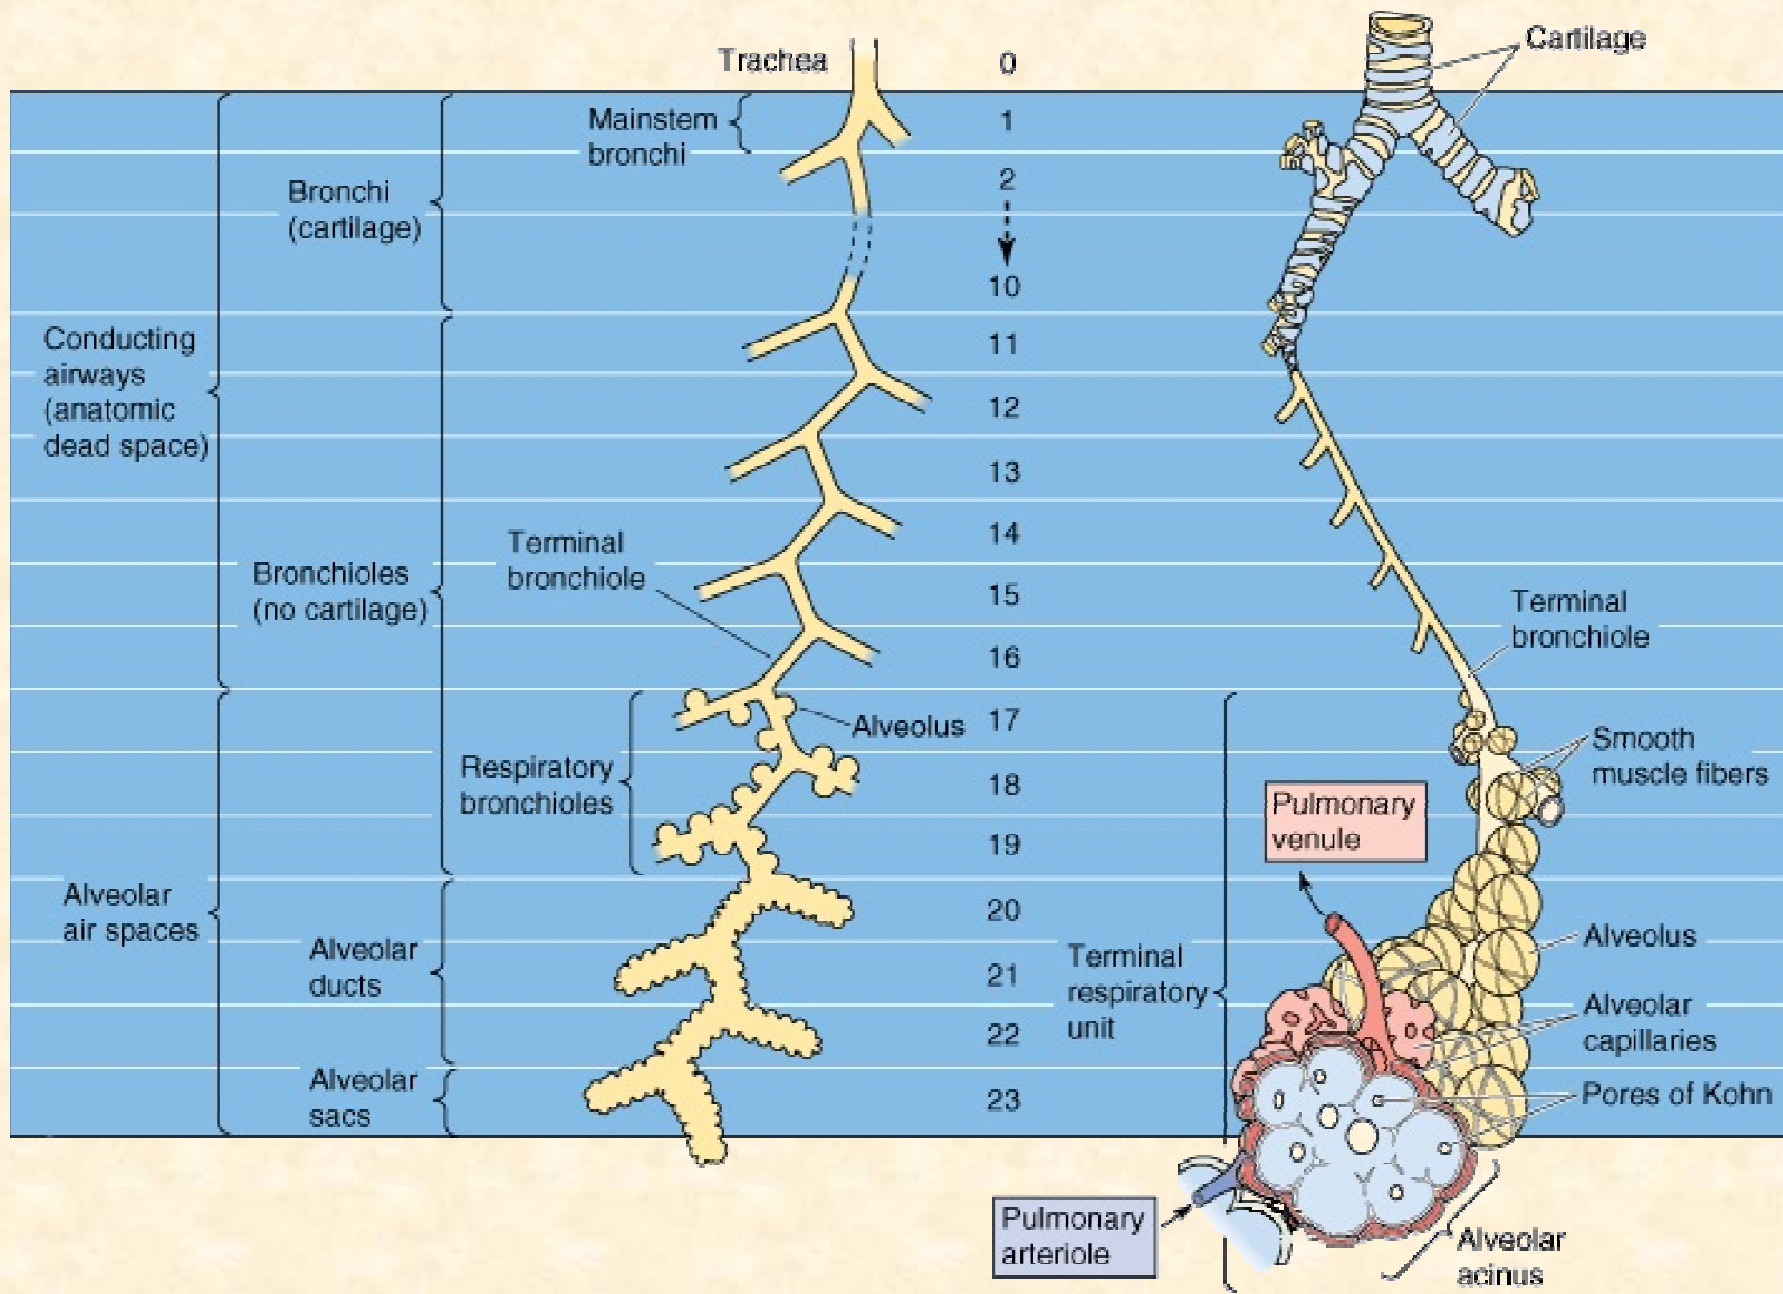 Trachea
0
Cartilage
Mainstem
bronchi
1
2
Bronchi
(cartilage)
10
Conducting
airways
(anatomic
dead space)
11
12
13
14
Terminal
bronchiole
Bronchioles
(no cartilage)
15
16
Terminal
bronchiole
Alveolus
17
Smooth
muscle fibers
Respiratory
bronchioles
18
Pulmonary
venule
19
Alveolar
air spaces
20
Alveolus
Alveolar
ducts
21
Terminal
respiratory
unit
Alveolar
capillaries
22
Alveolar
sacs
23
Pores of Kohn
Pulmonary
arteriole
Alveolar
acinus